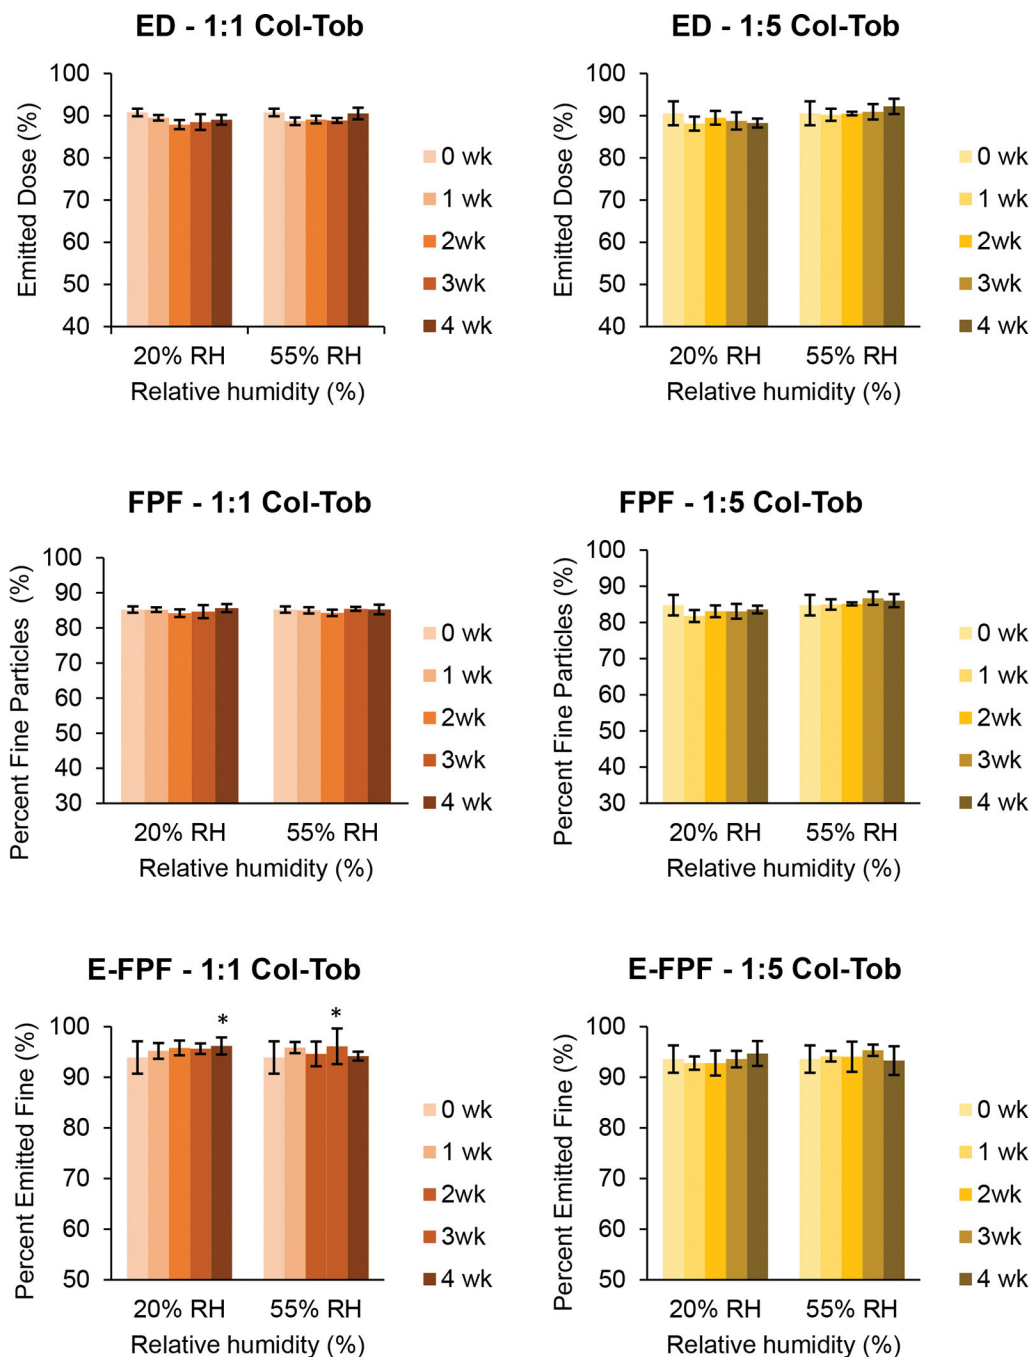 ED - 1:1 Col-Tob
Emitted Dose (%)
100
90
80
70
60
50
40
20% RH
55% RH
Relative humidity (%)
0 wk
1 wk
2wk
3wk
4 wk
ED - 1:5 Col-Tob
Emitted Dose (%)
100
90
80
70
60
50
40
20% RH
55% RH
Relative humidity (%)
0 wk
1 wk
2wk
3wk
4 wk
FPF - 1:1 Col-Tob
Percent Fine Particles (%)
100
90
80
70
60
50
40
30
20% RH
55% RH
Relative humidity (%)
0 wk
1 wk
2wk
3wk
4 wk
FPF - 1:5 Col-Tob
Percent Fine Particles (%)
100
90
80
70
60
50
40
30
20% RH
55% RH
Relative humidity (%)
0 wk
1 wk
2wk
3wk
4 wk
E-FPF - 1:1 Col-Tob
Percent Emitted Fine (%)
100
90
80
70
60
50
*
*
20% RH
55% RH
Relative humidity (%)
0 wk
1 wk
2wk
3wk
4 wk
E-FPF - 1:5 Col-Tob
Percent Emitted Fine (%)
100
90
80
70
60
50
20% RH
55% RH
Relative humidity (%)
0 wk
1 wk
2wk
3wk
4 wk